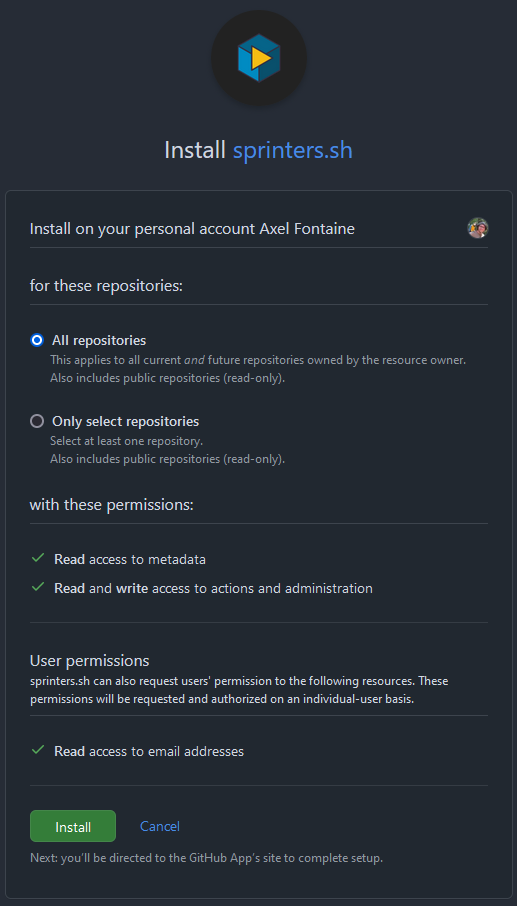 Install sprinters.sh
Install on your personal account Axel Fontaine
for these repositories:
All repositories
This applies to all current and future repositories owned by the resource owner.
Also includes public repositories (read-only).
Only select repositories
Select at least one repository.
Also includes public repositories (read-only).
with these permissions:
Read access to metadata
Read and write access to actions and administration
User permissions
sprinters.sh can also request users' permission to the following resources. These
permissions will be requested and authorized on an individual-user basis.
Read access to email addresses
Install Cancel
Next: you'll be directed to the GitHub App's site to complete setup.